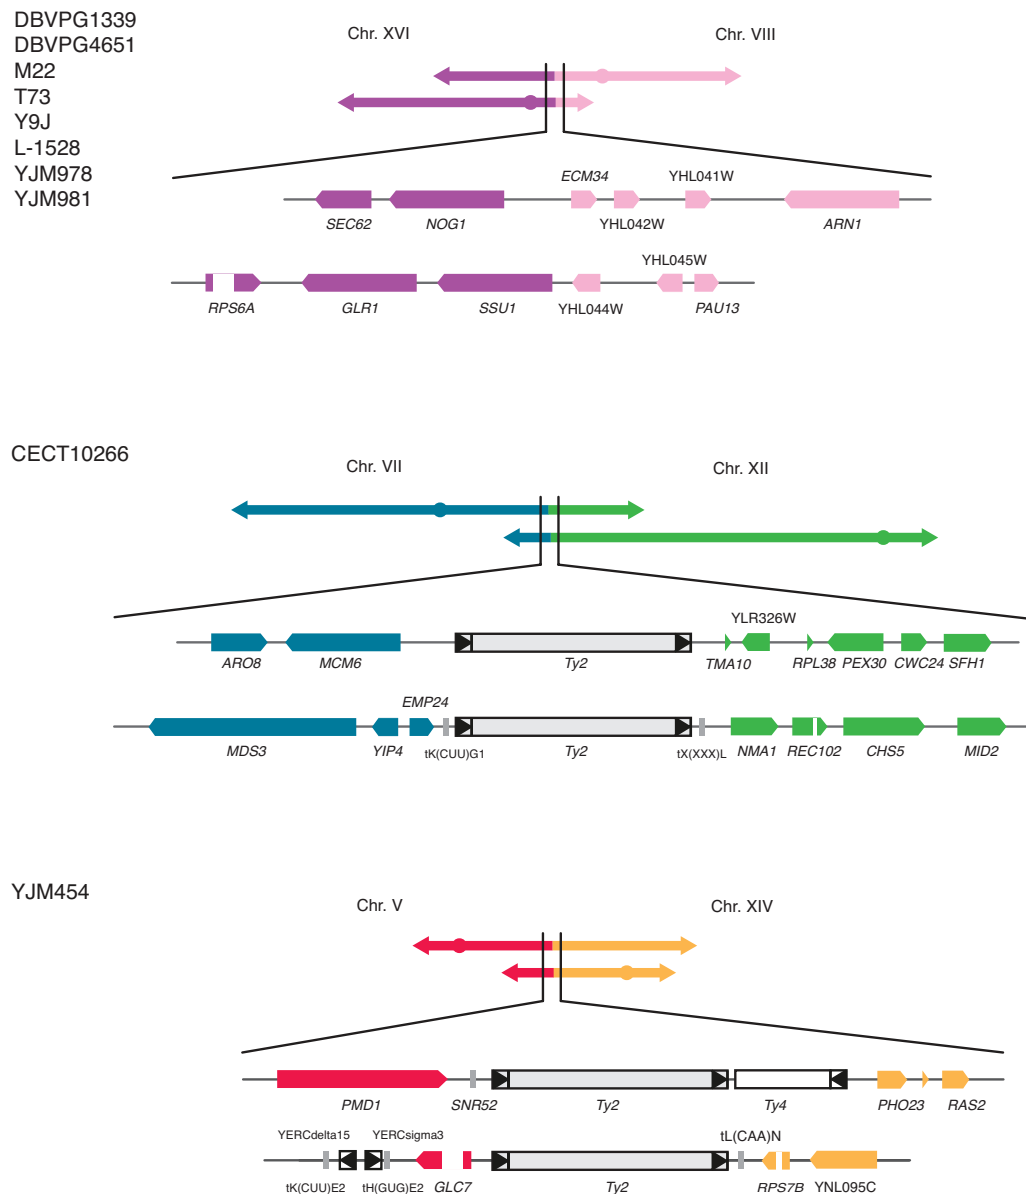 DBVPG1339
DBVPG4651
M22
T73
Y9J
L-1528
YJM978
YJM981
Chr. XVI Chr. VIII
ECM34 YHL041W
SEC62 NOG1 YHL042W ARN1
YHL045W
RPS6A GLR1 SSU1 YHL044W PAU13
CECT10266
Chr. VII Chr. XII
YLR326W
ARO8 MCM6 Ty2 TMA10 RPL38 PEX30 CWC24 SFH1
EMP24
MDS3 YIP4 tK(CUU)G1 Ty2 tX(XXX)L NMA1 REC102 CHS5 MID2
YJM454
Chr. V Chr. XIV
PMD1 SNR52 Ty2 Ty4 PHO23 RAS2
YERCdelta15 YERCsigma3 tL(CAA)N
tK(CUU)E2 tH(GUG)E2 GLC7 Ty2 RPS7B YNL095C